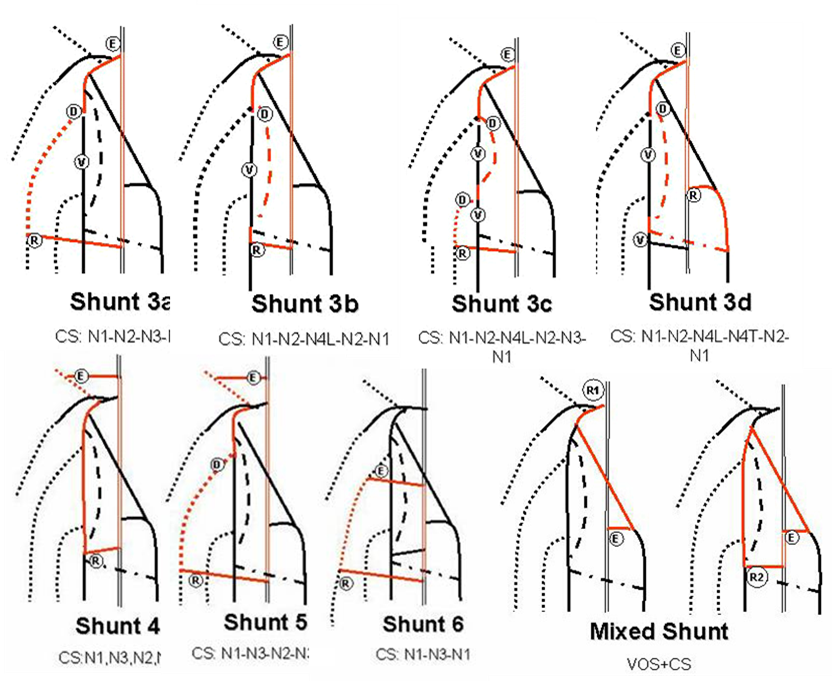 E
E
E
E
D
D
D
D
V
V
V
V
D
V
R
R
R
R
V
Shunt 3a
Shunt 3b
Shunt 3c
Shunt 3d
CS: N1-N2-N3-
CS: N1-N2-N4L-N2-N1
CS: N1-N2-N4L-N2-N3-
N1
CS: N1-N2-N4L-N4T-N2-
N1
E
E
R1
D
E
E
E
R
R
R
R2
Shunt 4
Shunt 5
Shunt 6
Mixed Shunt
CS:N1,N3,N2,
CS: N1-N3-N2-N
CS: N1-N3-N1
VOS+CS